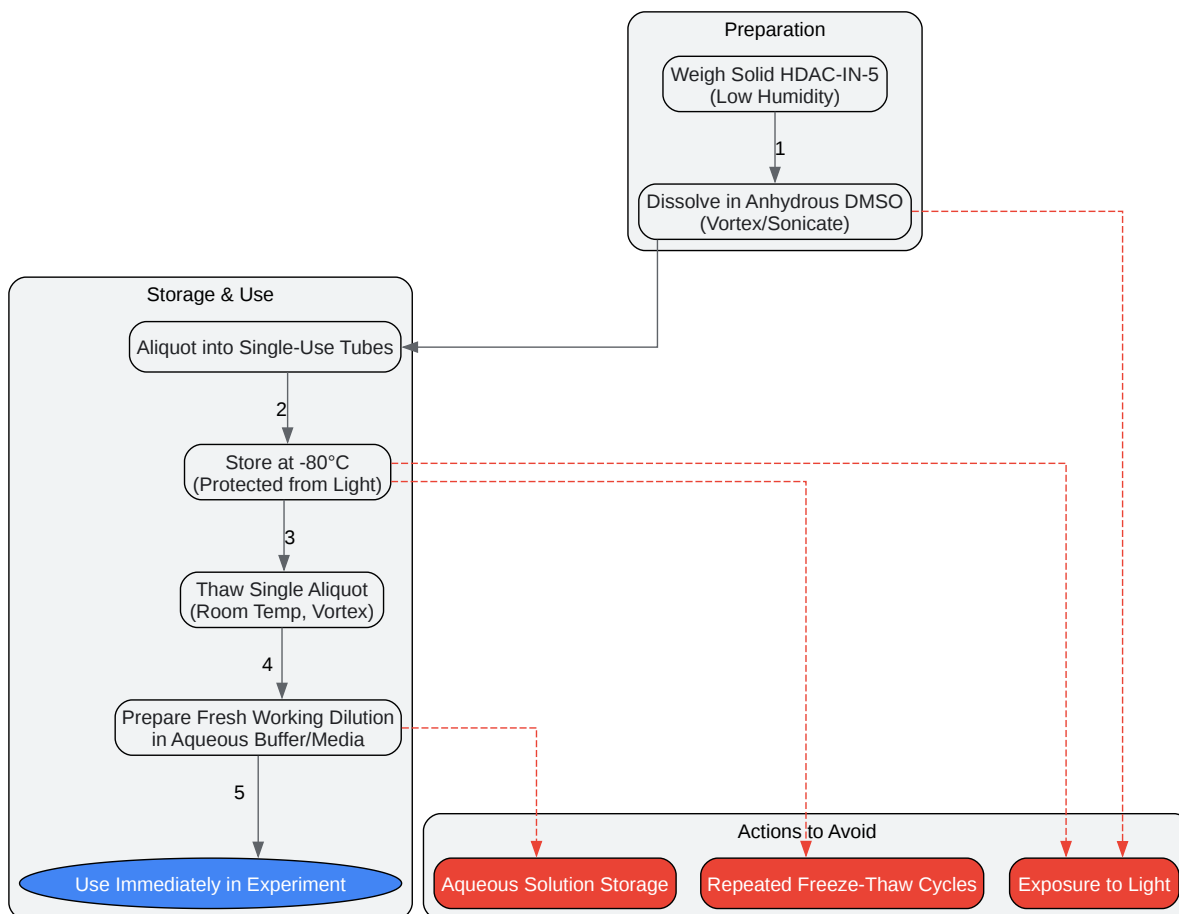 Preparation
Weigh Solid HDAC-IN-5
(Low Humidity)
1
Dissolve in Anhydrous DMSO
(Vortex/Sonicate)
Storage & Use
Aliquot into Single-Use Tubes
2
Store at -80°C
(Protected from Light)
3
Thaw Single Aliquot
(Room Temp, Vortex)
4
Prepare Fresh Working Dilution
in Aqueous Buffer/Media
5
Use Immediately in Experiment
Actions to Avoid
Aqueous Solution Storage
Repeated Freeze-Thaw Cycles
Exposure to Light